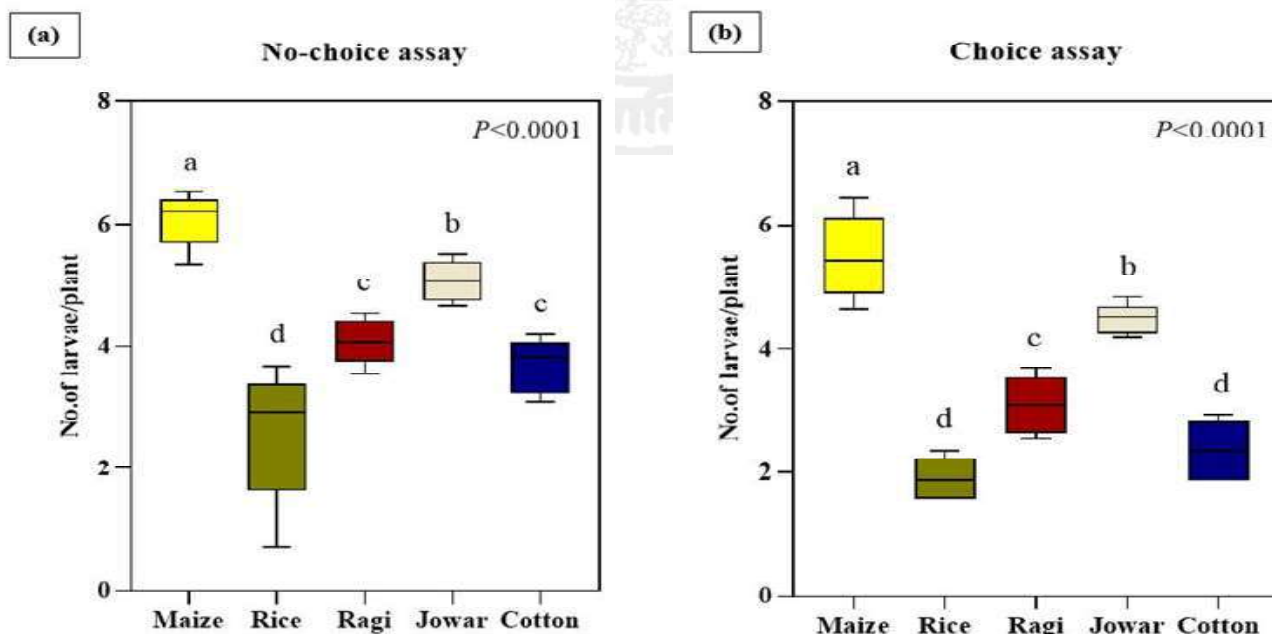 (a)
No-choice assay
8
6
4
2
0
No.of larvae/plant
P<0.0001
a
d
c
b
c
Maize Rice Ragi Jowar Cotton
(b)
Choice assay
8
6
4
2
0
No.of larvae/plant
P<0.0001
a
d
c
b
d
Maize Rice Ragi Jowar Cotton